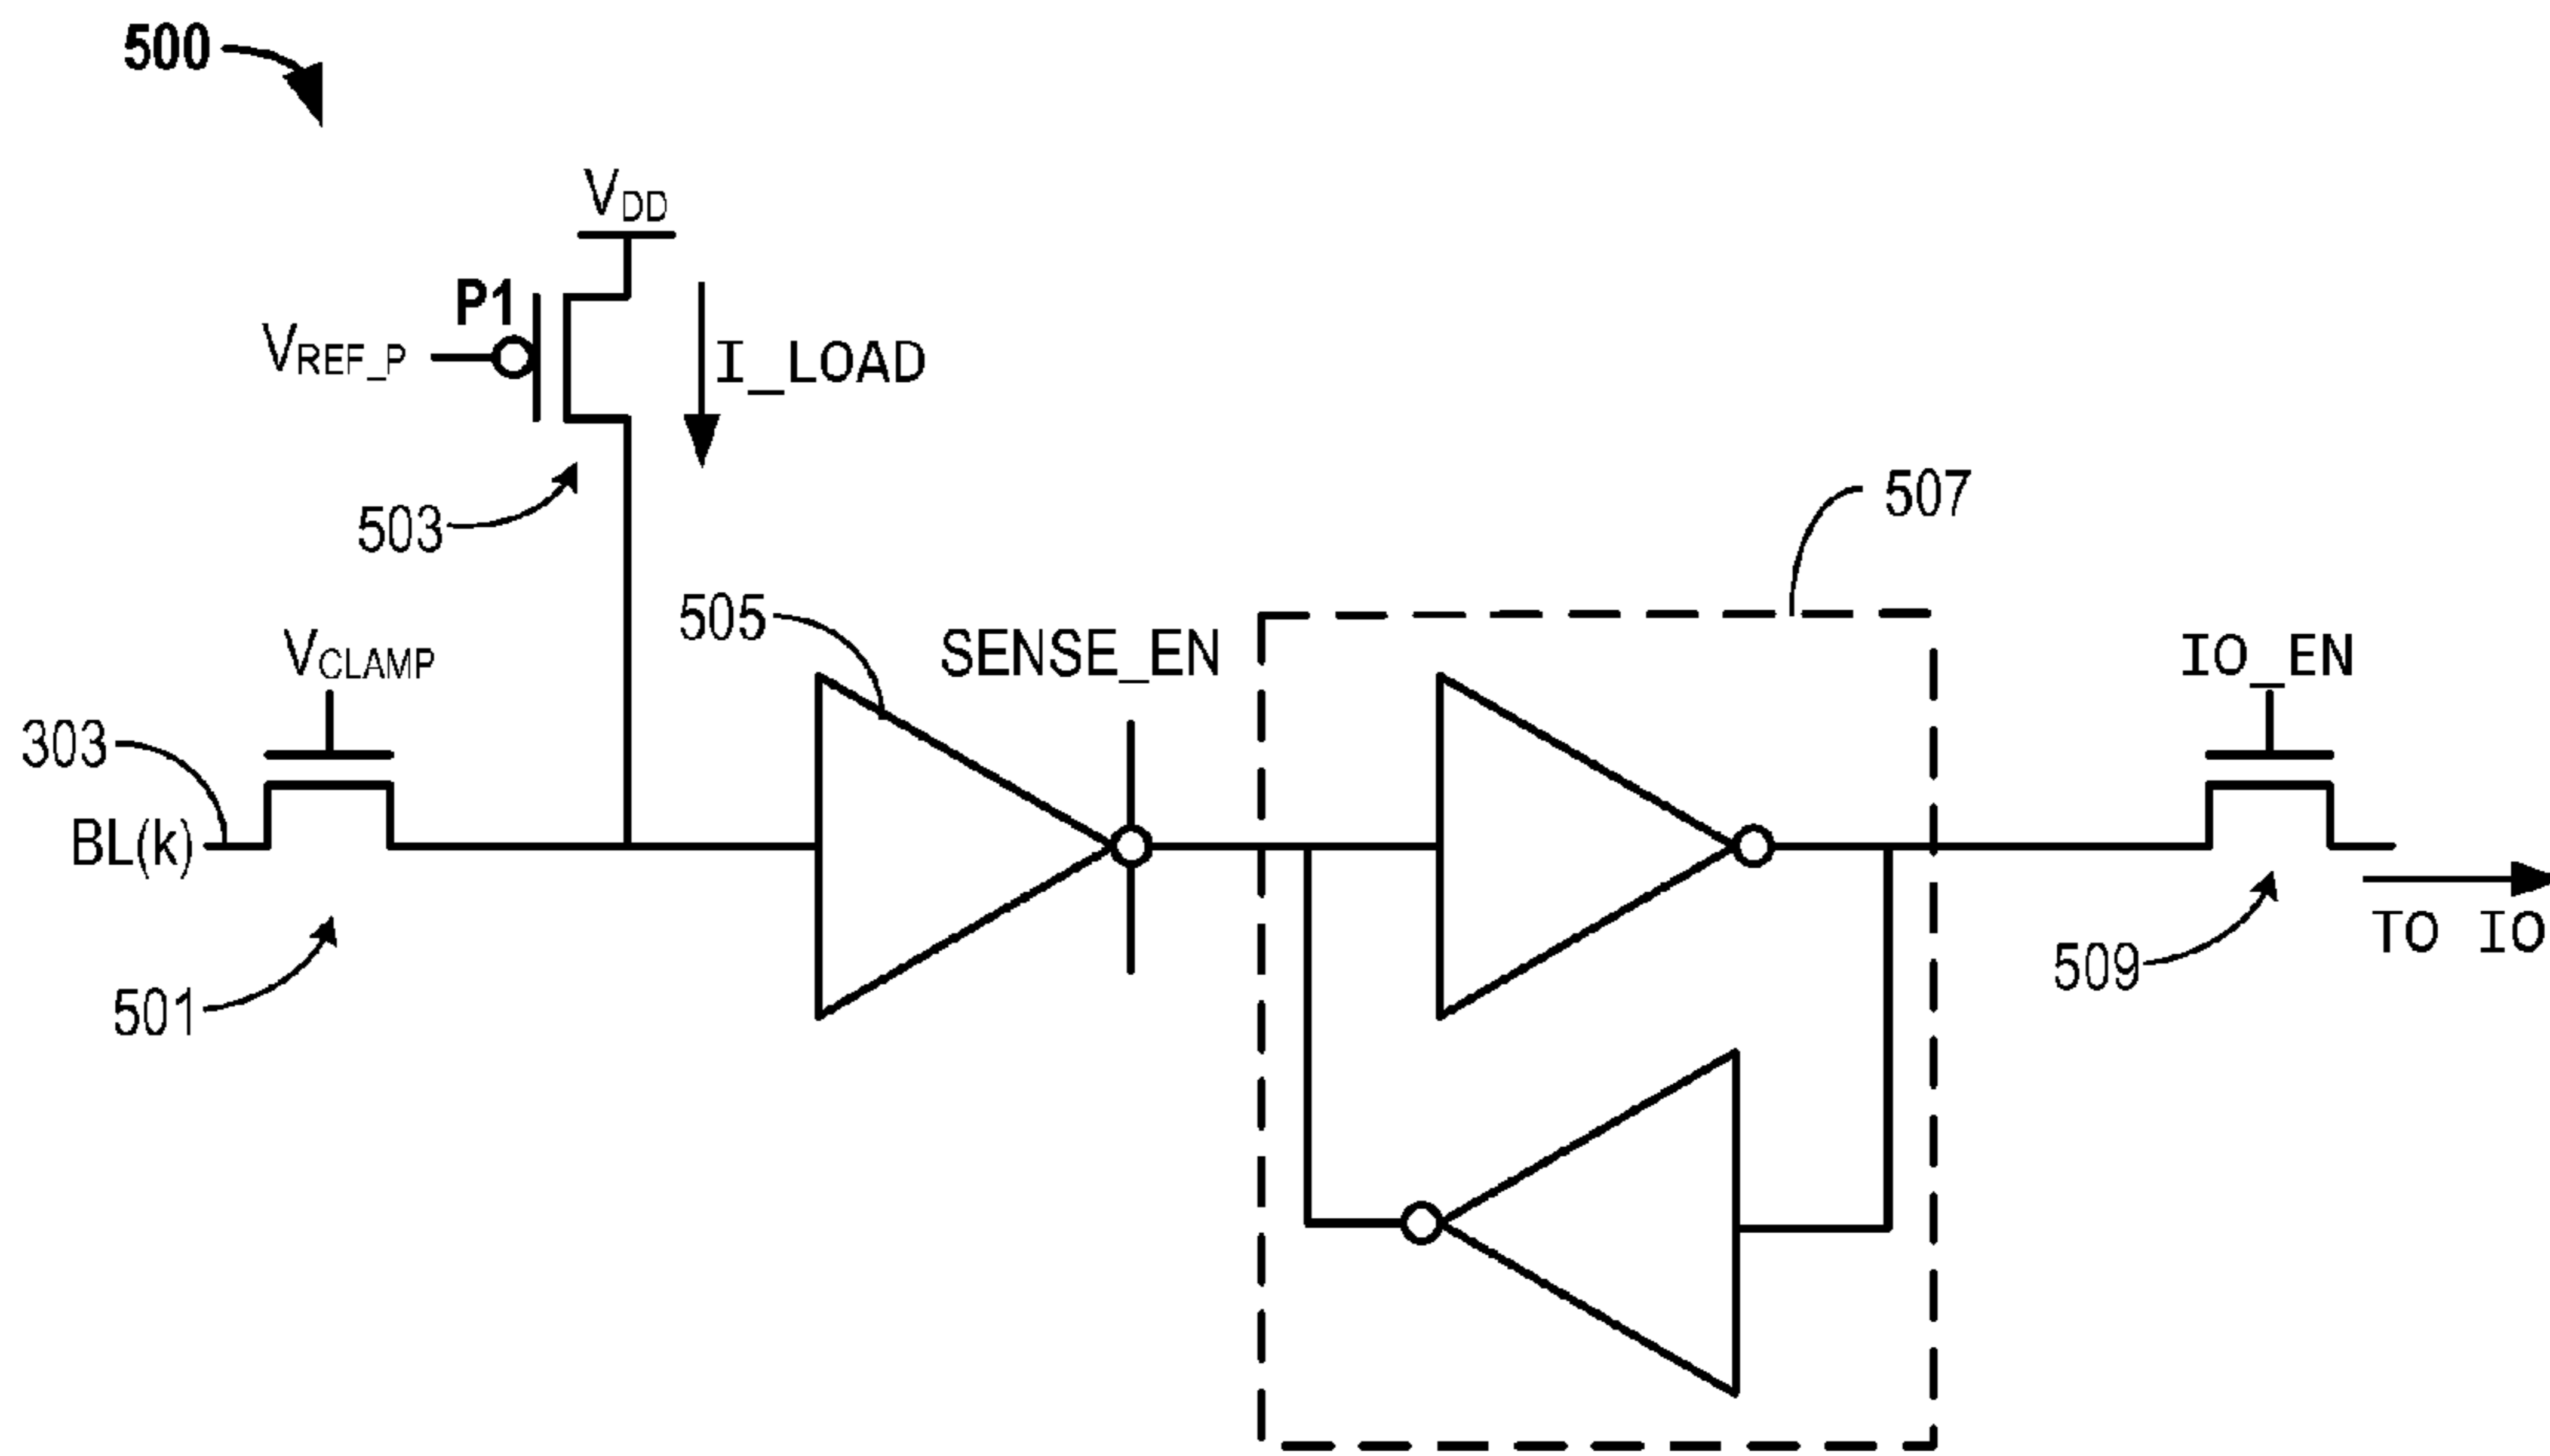 500
VDD
P1
VREF_P
I_LOAD
503
507
505
VCLAMP
SENSE_EN
IO_EN
303
BL(k)
501
509
TO IO